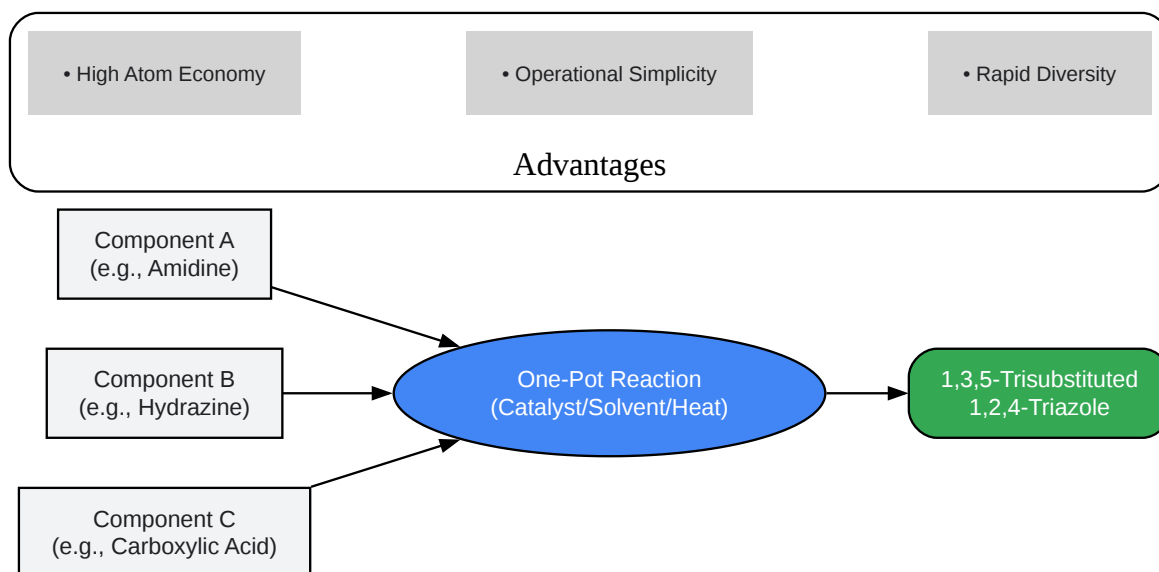 • High Atom Economy
• Operational Simplicity
• Rapid Diversity
Advantages
Component A
(e.g., Amidine)
Component B
(e.g., Hydrazine)
Component C
(e.g., Carboxylic Acid)
One-Pot Reaction
(Catalyst/Solvent/Heat)
1,3,5-Trisubstituted
1,2,4-Triazole